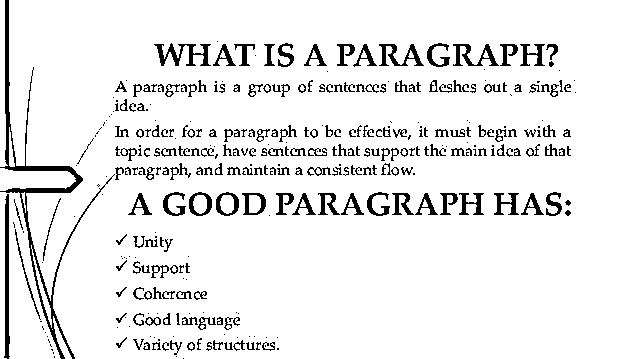 WHAT IS A PARAGRAPH?
A paragraph is a group of sentences that fleshes out a single
idea.
In order for a paragraph to be effective, it must begin with a
topic sentence, have sentences that support the main idea of that
paragraph, and maintain a consistent flow.
A GOOD PARAGRAPH HAS:
✓ Unity
✓ Support
✓ Coherence
✓ Good language
✓ Variety of structures.